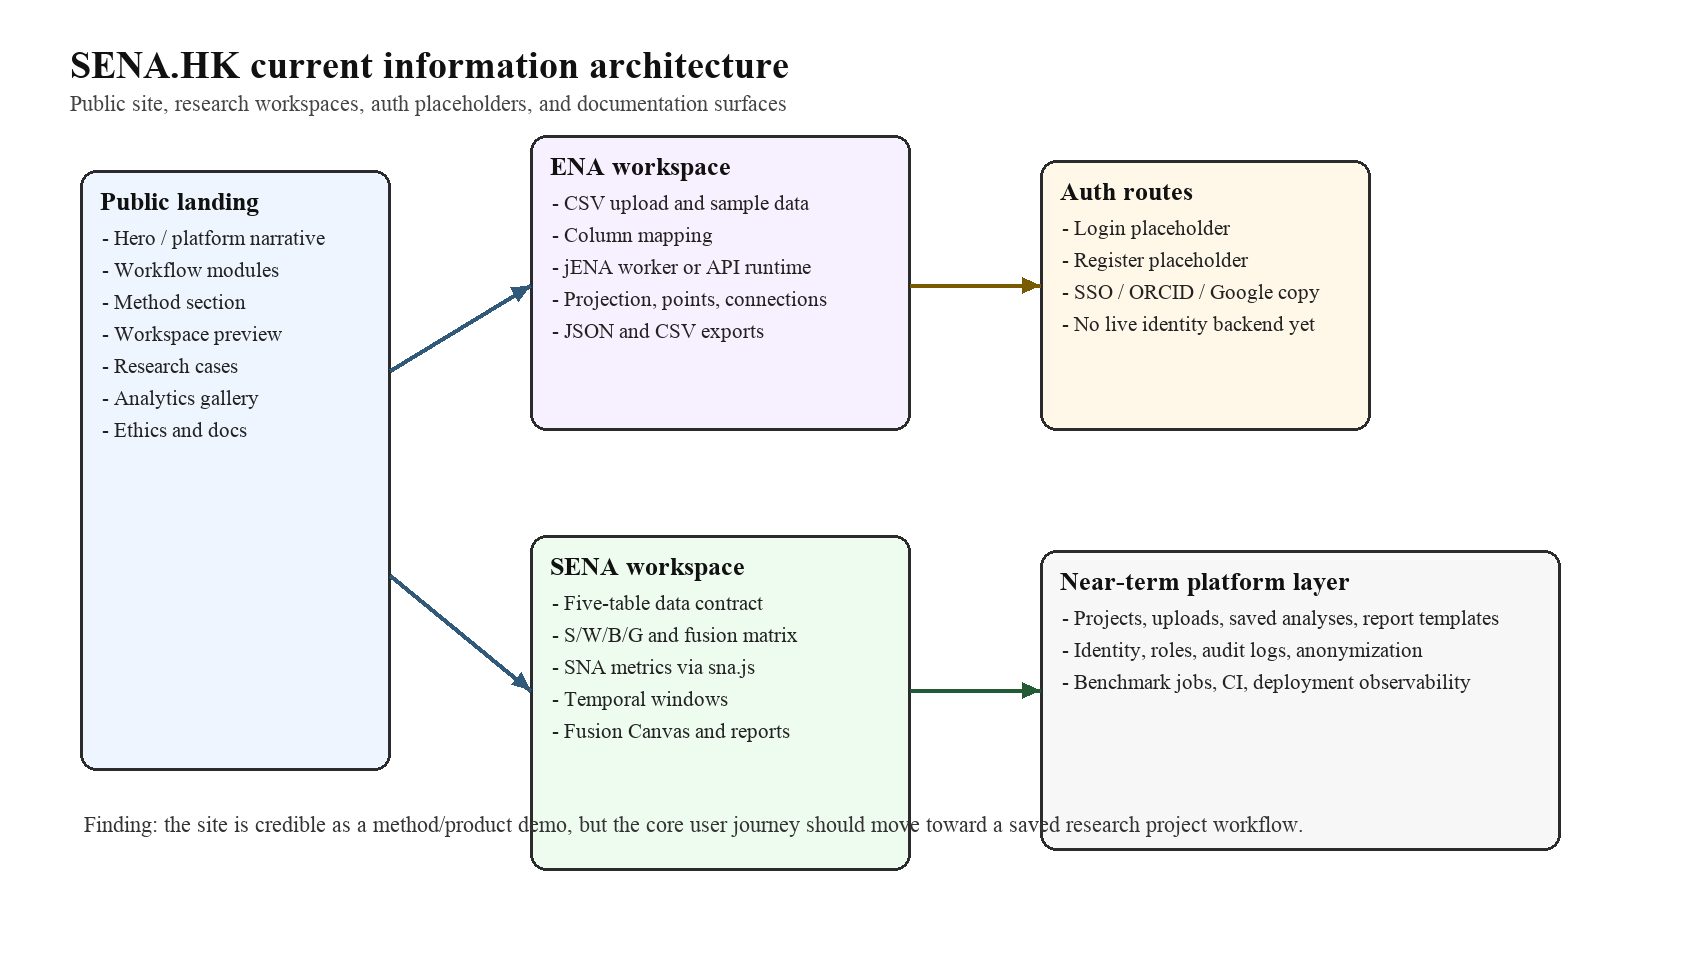 SENA.HK current information architecture
Public site, research workspaces, auth placeholders, and documentation surfaces
Public landing
- Hero / platform narrative
- Workflow modules
- Method section
- Workspace preview
- Research cases
- Analytics gallery
- Ethics and docs
ENA workspace
- CSV upload and sample data
- Column mapping
- jENA worker or API runtime
- Projection, points, connections
- JSON and CSV exports
Auth routes
- Login placeholder
- Register placeholder
- SSO / ORCID / Google copy
- No live identity backend yet
SENA workspace
- Five-table data contract
- S/W/B/G and fusion matrix
- SNA metrics via sna.js
- Temporal windows
- Fusion Canvas and reports
Near-term platform layer
- Projects, uploads, saved analyses, report templates
- Identity, roles, audit logs, anonymization
- Benchmark jobs, CI, deployment observability
Finding: the site is credible as a method/product demo, but the core user journey should move toward a saved research project workflow.